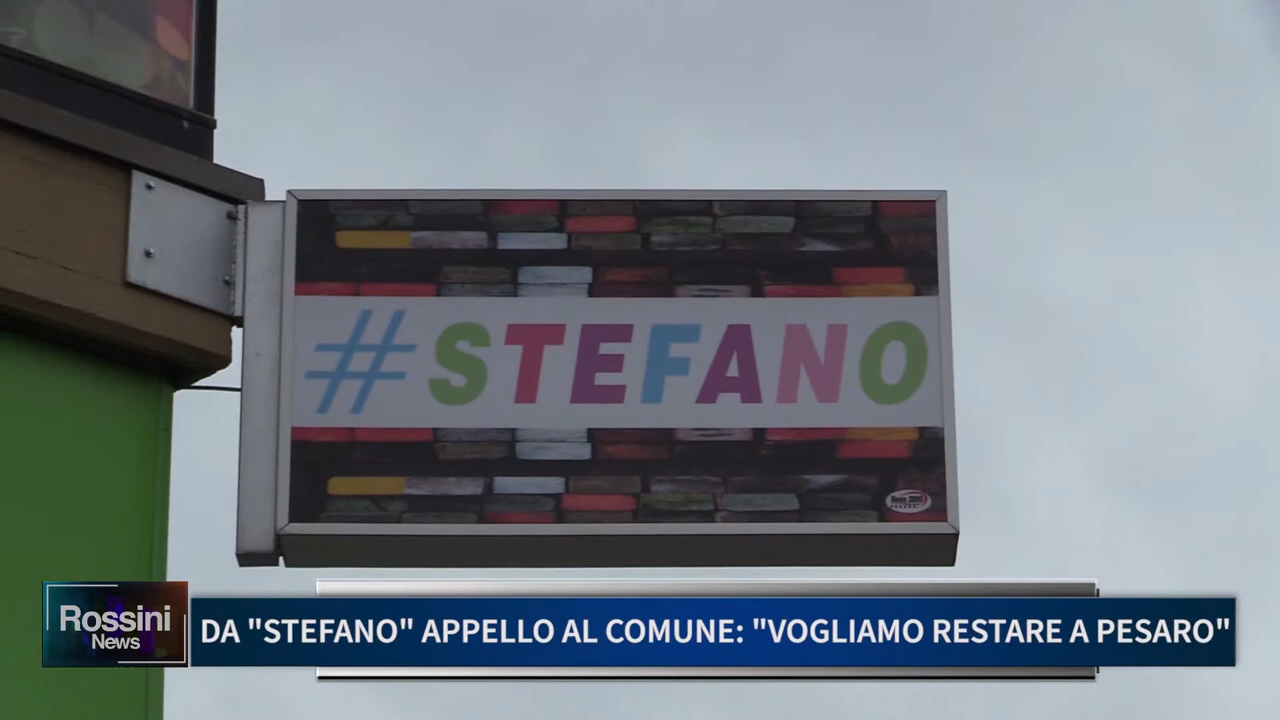 #STEFANO
Rossini
News
DA "STEFANO" APPELLO AL COMUNE: "VOGLIAMO RESTARE A PESARO"